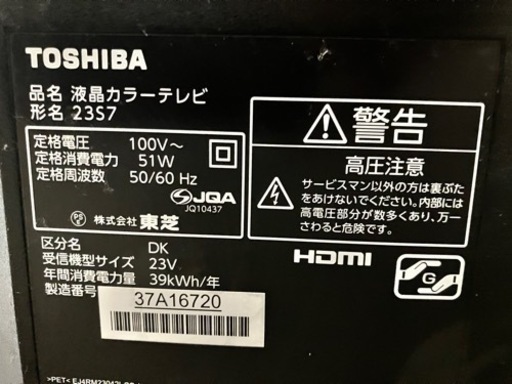 TOSHIBA
品名 液晶カラーテレビ
形名 23S7
定格電圧 100V～
定格消費電力 51W
定格周波数 50/60 Hz
JQA
JQ10437
PS
E
株式会社 東芝
区分名 DK
受信機型サイズ 23V
年間消費電力量 39kWh/年
製造番号
37A16720
警告
高圧注意
サービスマン以外の方は裏ぶた
をあけないでください。内部には
高電圧部分が数多くあり、万一
さわると危険です。
HDMI
G
>PET<